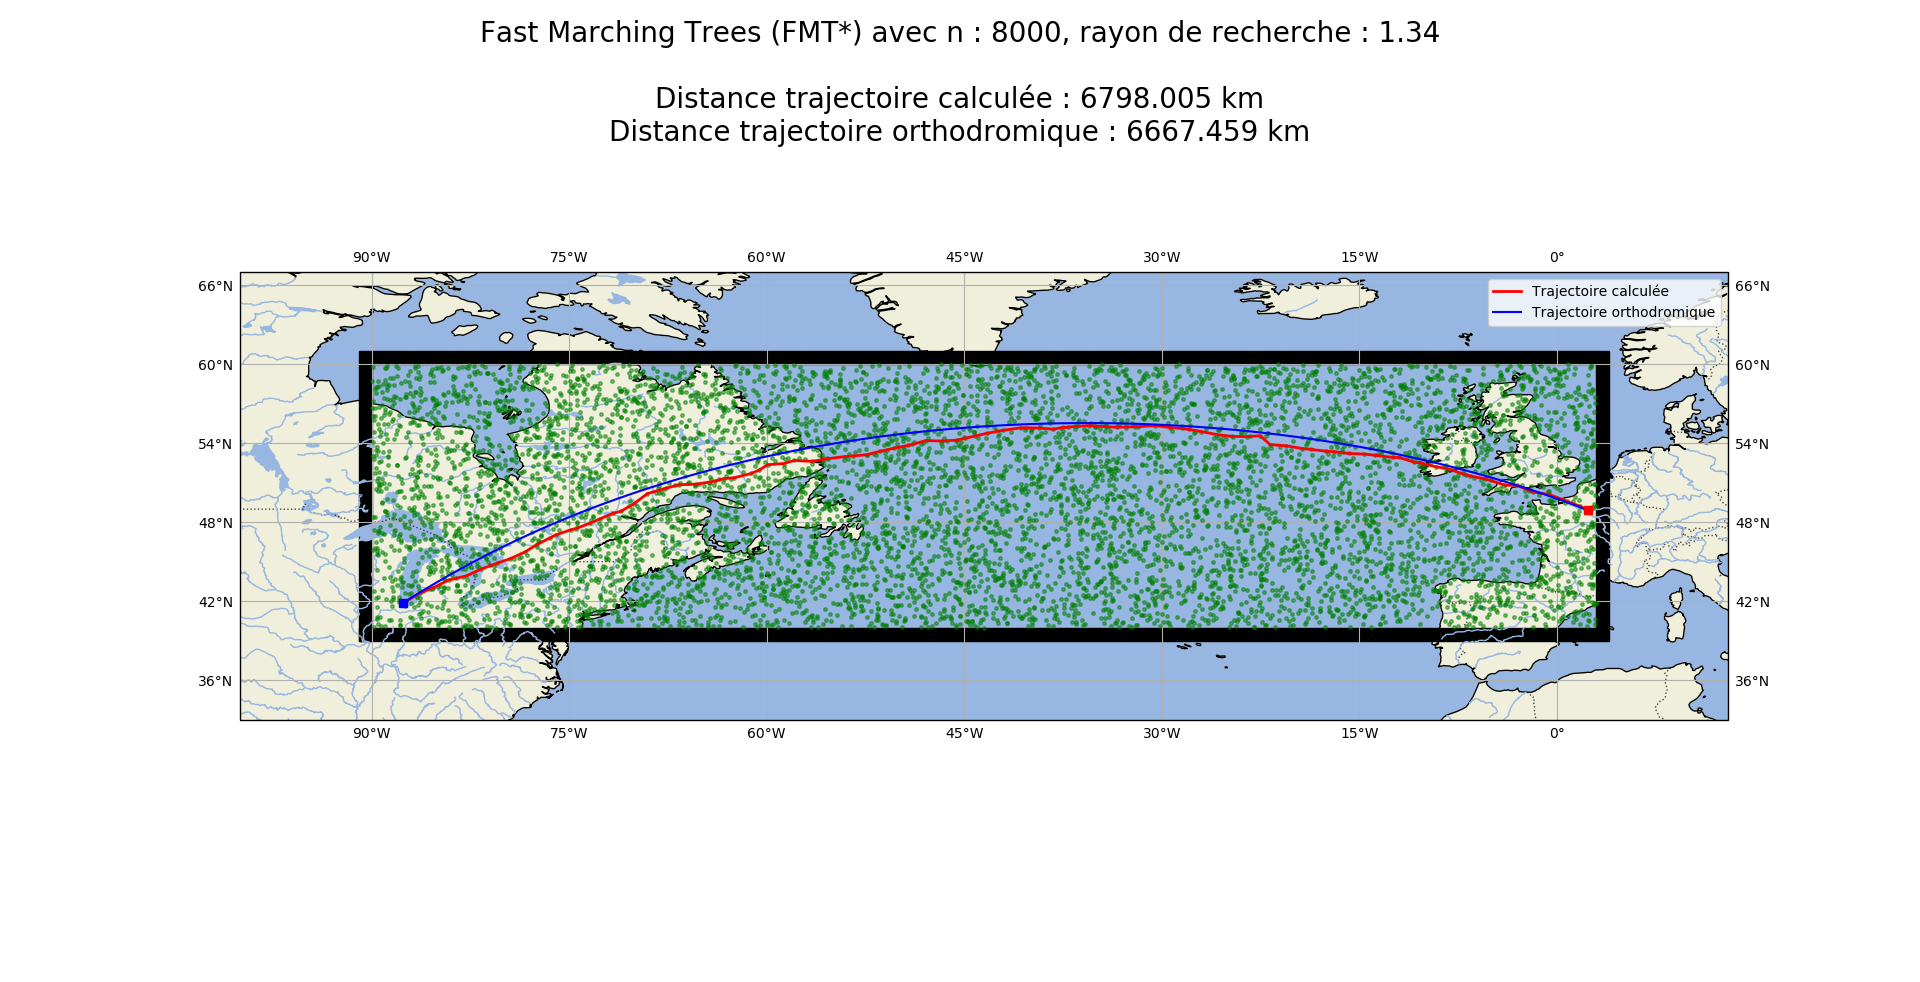 Fast Marching Trees (FMT*) avec n : 8000, rayon de recherche : 1.34
Distance trajectoire calculée : 6798.005 km
Distance trajectoire orthodromique : 6667.459 km
90°W 75°W 60°W 45°W 30°W 15°W 0°
66°N 66°N
Trajectoire calculée
Trajectoire orthodromique
60°N 60°N
54°N 54°N
48°N 48°N
42°N 42°N
36°N 36°N
90°W 75°W 60°W 45°W 30°W 15°W 0°